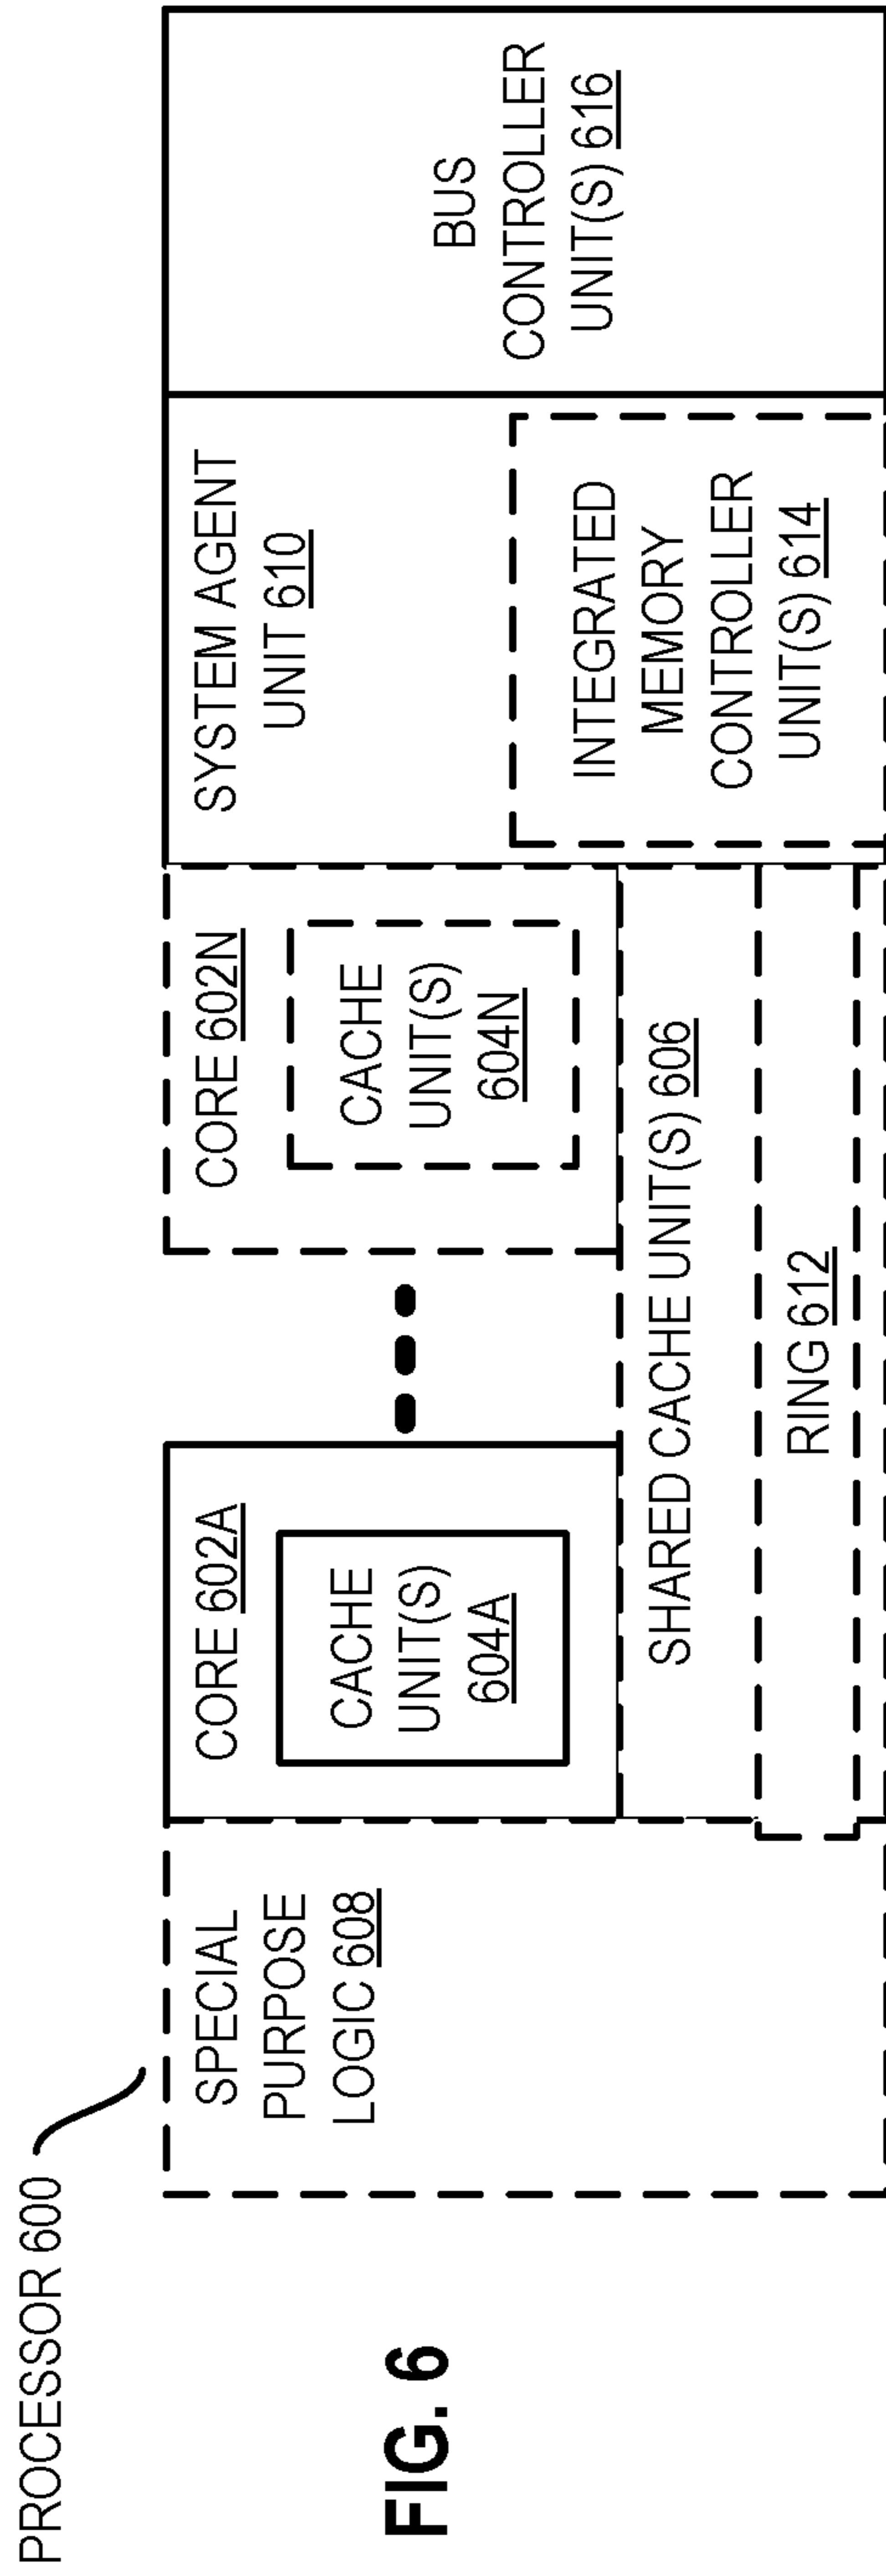 PROCESSOR 600
SPECIAL
PURPOSE
LOGIC 608
CORE 602A
CACHE
UNIT(S)
604A
CORE 602N
CACHE
UNIT(S)
604N
SHARED CACHE UNIT(S) 606
RING 612
SYSTEM AGENT
UNIT 610
INTEGRATED
MEMORY
CONTROLLER
UNIT(S) 614
BUS
CONTROLLER
UNIT(S) 616
FIG. 6